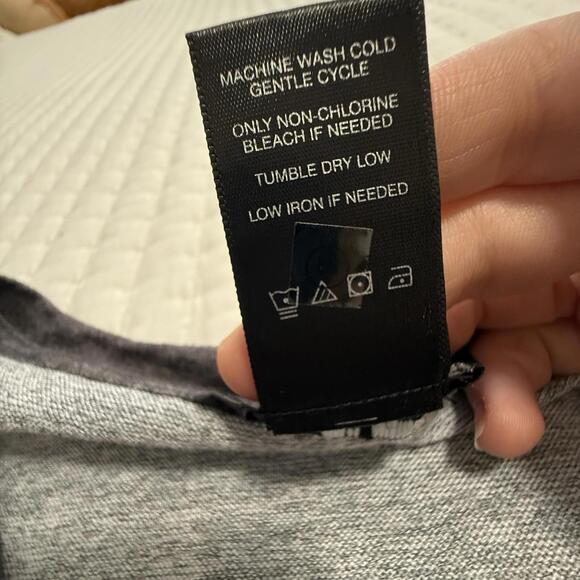 MACHINE WASH COLD
GENTLE CYCLE
ONLY NON-CHLORINE
BLEACH IF NEEDED
TUMBLE DRY LOW
LOW IRON IF NEEDED